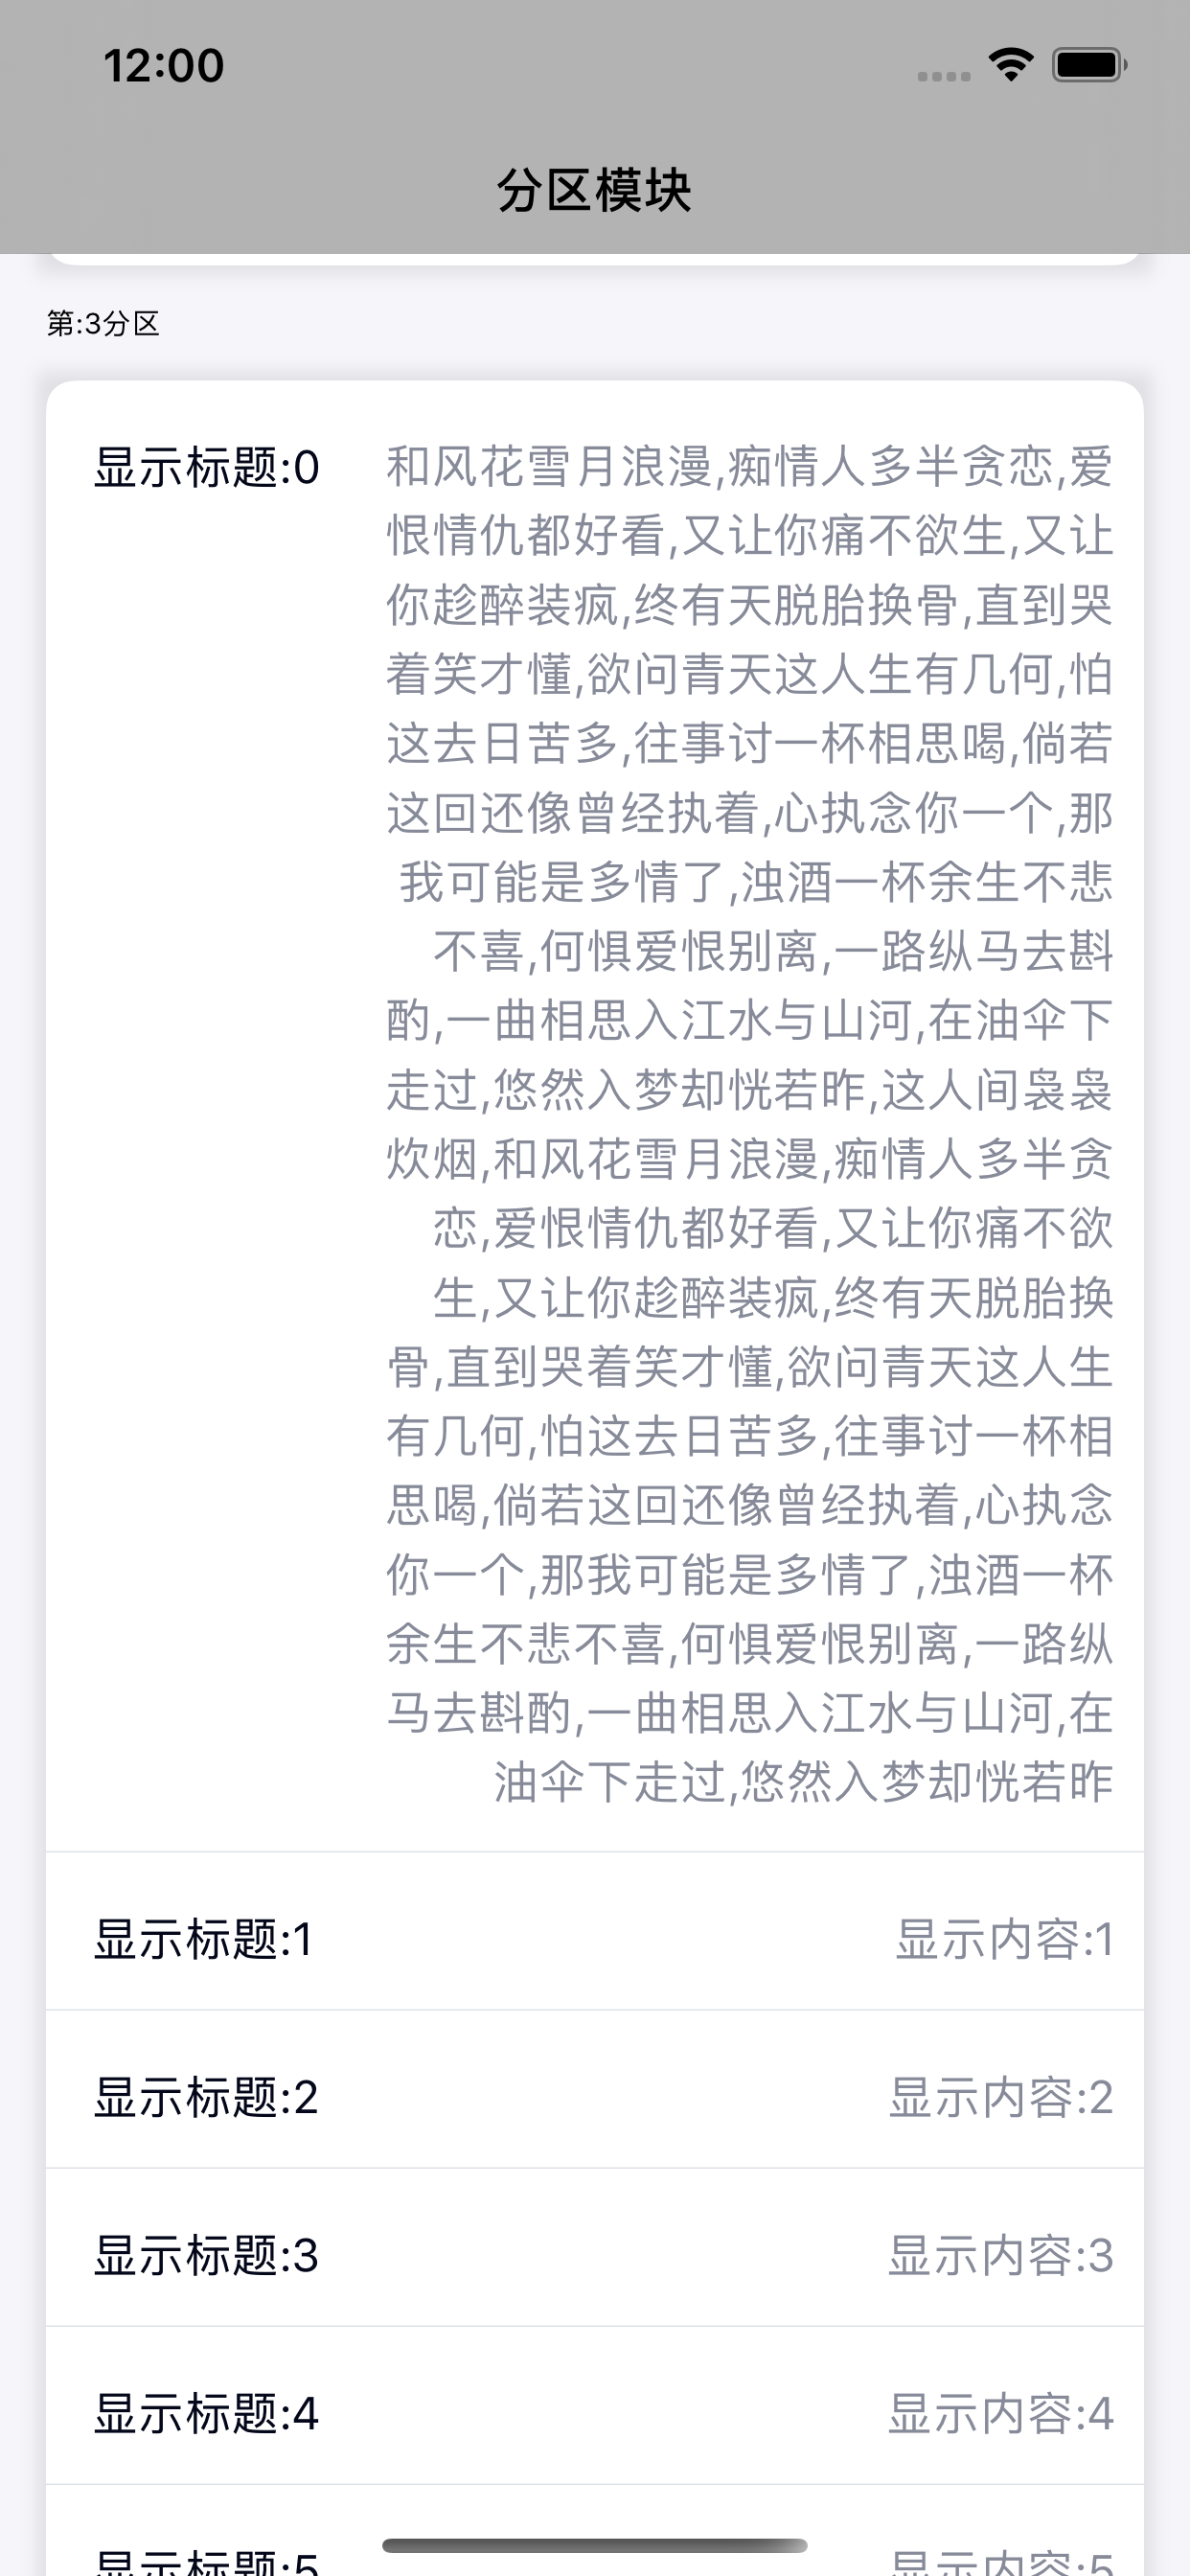 12:00
分区模块
第:3分区
显示标题:0
和风花雪月浪漫,痴情人多半贪恋,爱
恨情仇都好看,又让你痛不欲生,又让
你趁醉装疯,终有天脱胎换骨,直到哭
着笑才懂,欲问青天这人生有几何,怕
这去日苦多,往事讨一杯相思喝,倘若
这回还像曾经执着,心执念你一个,那
我可能是多情了,浊酒一杯余生不悲
不喜,何惧爱恨别离,一路纵马去斟
酌,一曲相思入江水与山河,在油伞下
走过,悠然入梦却恍若昨,这人间袅袅
炊烟,和风花雪月浪漫,痴情人多半贪
恋,爱恨情仇都好看,又让你痛不欲
生,又让你趁醉装疯,终有天脱胎换
骨,直到哭着笑才懂,欲问青天这人生
有几何,怕这去日苦多,往事讨一杯相
思喝,倘若这回还像曾经执着,心执念
你一个,那我可能是多情了,浊酒一杯
余生不悲不喜,何惧爱恨别离,一路纵
马去斟酌,一曲相思入江水与山河,在
油伞下走过,悠然入梦却恍若昨
显示标题:1
显示内容:1
显示标题:2
显示内容:2
显示标题:3
显示内容:3
显示标题:4
显示内容:4
显示标题:5
显示内容:5